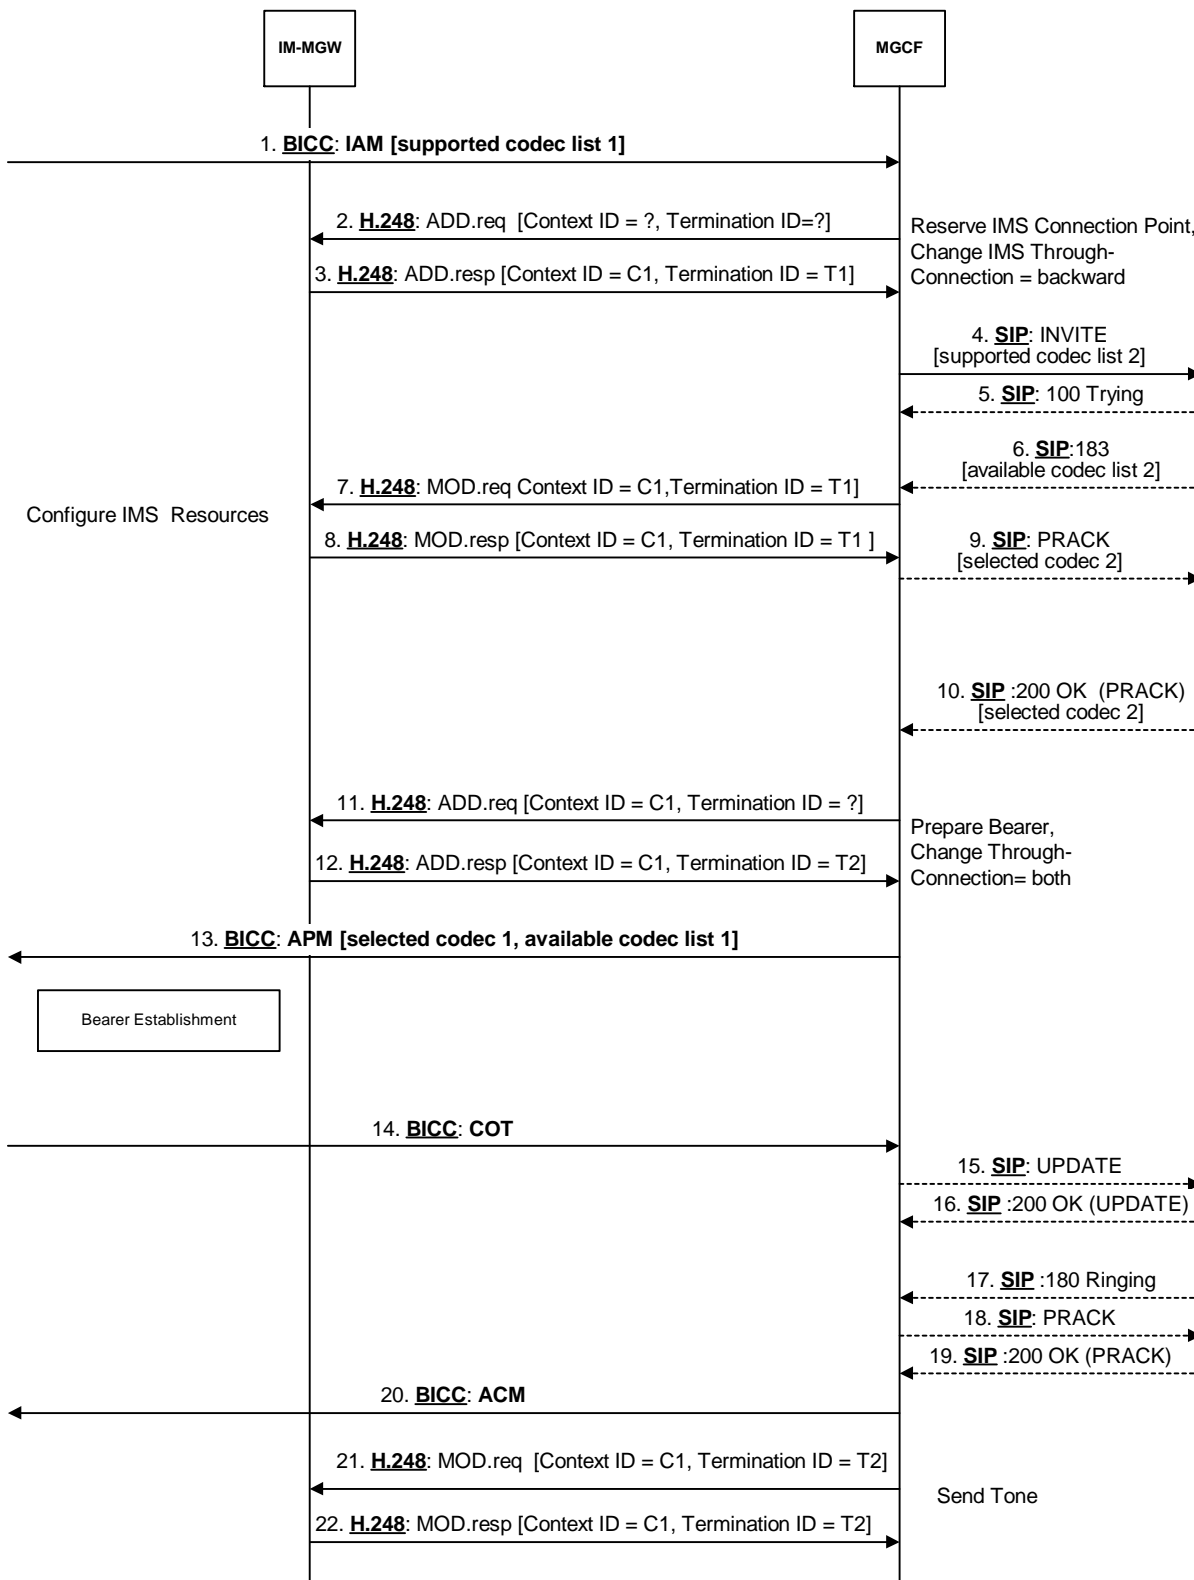 IM-MGW
MGCF
1. BICC: IAM [supported codec list 1]
2. H.248: ADD.req [Context ID = ?, Termination ID=?]
Reserve IMS Connection Point,
Change IMS Through-
Connection = backward
3. H.248: ADD.resp [Context ID = C1, Termination ID = T1]
4. SIP: INVITE
[supported codec list 2]
5. SIP: 100 Trying
6. SIP:183
[available codec list 2]
7. H.248: MOD.req Context ID = C1,Termination ID = T1]
Configure IMS Resources
8. H.248: MOD.resp [Context ID = C1, Termination ID = T1 ]
9. SIP: PRACK
[selected codec 2]
10. SIP :200 OK (PRACK)
[selected codec 2]
11. H.248: ADD.req [Context ID = C1, Termination ID = ?]
Prepare Bearer,
Change Through-
Connection= both
12. H.248: ADD.resp [Context ID = C1, Termination ID = T2]
13. BICC: APM [selected codec 1, available codec list 1]
Bearer Establishment
14. BICC: COT
15. SIP: UPDATE
16. SIP :200 OK (UPDATE)
17. SIP :180 Ringing
18. SIP: PRACK
19. SIP :200 OK (PRACK)
20. BICC: ACM
21. H.248: MOD.req [Context ID = C1, Termination ID = T2]
Send Tone
22. H.248: MOD.resp [Context ID = C1, Termination ID = T2]